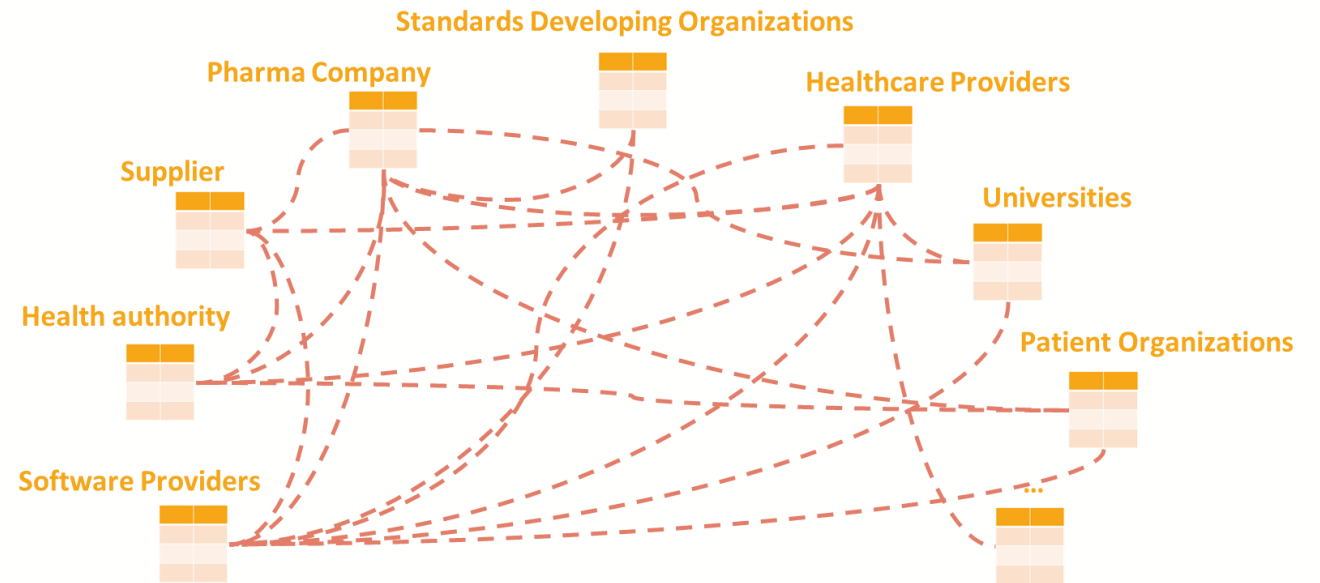 Standards Developing Organizations
Pharma Company
Healthcare Providers
Supplier
Universities
Health authority
Patient Organizations
Software Providers
...